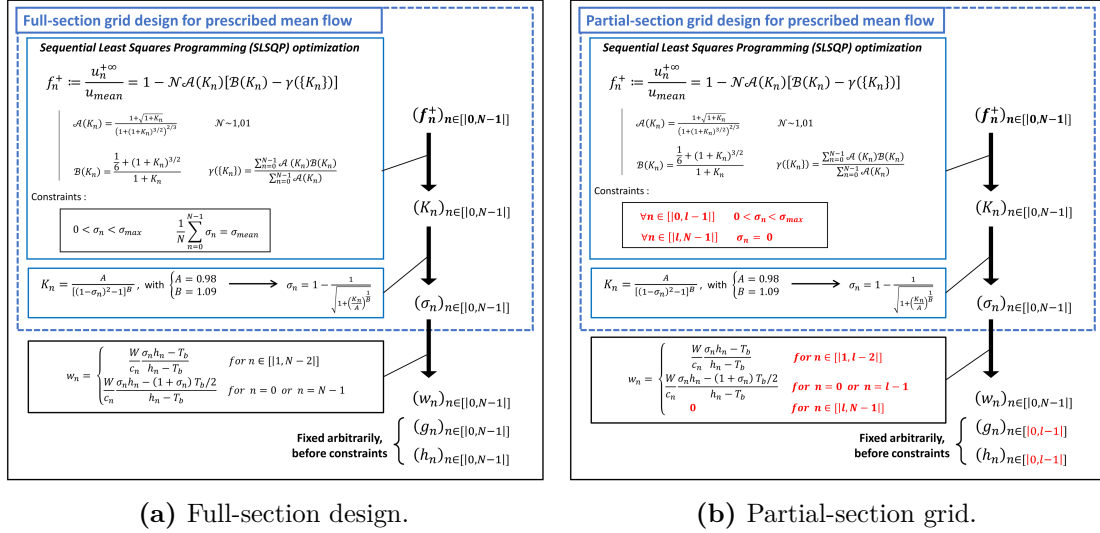 Full-section grid design for prescribed mean flow
Sequential Least Squares Programming (SLSQP) optimization
f_n^+ ≔ u_n^{+∞} / u_{mean} = 1 − 𝒩𝒜(K_n)[ℬ(K_n) − γ({K_n})]
𝒜(K_n) = (1+√(1+K_n)) / (1+(1+K_n)^{3/2})^{2/3}    𝒩~1,01
ℬ(K_n) = (1/6 + (1 + K_n)^{3/2}) / (1 + K_n)    γ({K_n}) = ∑_{n=0}^{N−1} 𝒜(K_n)ℬ(K_n) / ∑_{n=0}^{N−1} 𝒜(K_n)
Constraints :
0 < σ_n < σ_{max}    1/N ∑_{n=0}^{N−1} σ_n = σ_{mean}
K_n = A / [(1−σ_n)^2−1]^B , with { A = 0.98 B = 1.09 ⟶ σ_n = 1 − 1 / √(1+(K_n/A)^{1/B})
w_n = { W/c_n (σ_n h_n − T_b)/(h_n − T_b)    for n ∈ [|1, N − 2|]
W/c_n (σ_n h_n − (1 + σ_n) T_b/2)/(h_n − T_b)    for n = 0 or n = N − 1
(f_n^+)_{n∈[|0,N−1|]}
(K_n)_{n∈[|0,N−1|]}
(σ_n)_{n∈[|0,N−1|]}
(w_n)_{n∈[|0,N−1|]}
Fixed arbitrarily,
before constraints
(g_n)_{n∈[|0,N−1|]}
(h_n)_{n∈[|0,N−1|]}
(a) Full-section design.
Partial-section grid design for prescribed mean flow
Sequential Least Squares Programming (SLSQP) optimization
f_n^+ ≔ u_n^{+∞} / u_{mean} = 1 − 𝒩𝒜(K_n)[ℬ(K_n) − γ({K_n})]
𝒜(K_n) = (1+√(1+K_n)) / (1+(1+K_n)^{3/2})^{2/3}    𝒩~1,01
ℬ(K_n) = (1/6 + (1 + K_n)^{3/2}) / (1 + K_n)    γ({K_n}) = ∑_{n=0}^{N−1} 𝒜(K_n)ℬ(K_n) / ∑_{n=0}^{N−1} 𝒜(K_n)
Constraints :
∀n ∈ [|0, l − 1|]    0 < σ_n < σ_{max}
∀n ∈ [|l, N − 1|]    σ_n = 0
K_n = A / [(1−σ_n)^2−1]^B , with { A = 0.98 B = 1.09 ⟶ σ_n = 1 − 1 / √(1+(K_n/A)^{1/B})
w_n = { W/c_n (σ_n h_n − T_b)/(h_n − T_b)    for n ∈ [|1, l − 2|]
W/c_n (σ_n h_n − (1 + σ_n) T_b/2)/(h_n − T_b)    for n = 0 or n = l − 1
0    for n ∈ [|l, N − 1|]
(f_n^+)_{n∈[|0,N−1|]}
(K_n)_{n∈[|0,N−1|]}
(σ_n)_{n∈[|0,N−1|]}
(w_n)_{n∈[|0,N−1|]}
Fixed arbitrarily,
before constraints
(g_n)_{n∈[|0,l−1|]}
(h_n)_{n∈[|0,l−1|]}
(b) Partial-section grid.